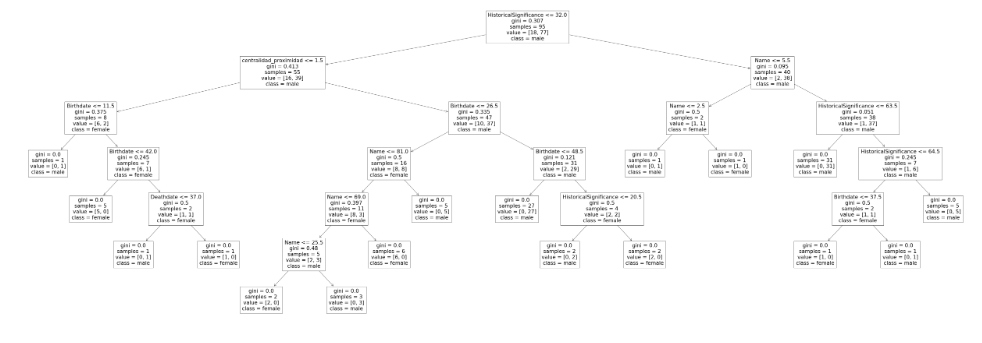 HistoricalSignificance <= 32.0
gini = 0.307
samples = 95
value = [18, 77]
class = male
centralidad_proximidad <= 1.5
gini = 0.413
samples = 55
value = [16, 39]
class = male
Name <= 5.5
gini = 0.095
samples = 40
value = [2, 38]
class = male
Birthdate <= 11.5
gini = 0.375
samples = 8
value = [6, 2]
class = female
Birthdate <= 26.5
gini = 0.335
samples = 47
value = [10, 37]
class = male
Name <= 2.5
gini = 0.5
samples = 2
value = [1, 1]
class = female
HistoricalSignificance <= 63.5
gini = 0.051
samples = 38
value = [1, 37]
class = male
gini = 0.0
samples = 1
value = [0, 1]
class = male
Birthdate <= 42.0
gini = 0.245
samples = 7
value = [6, 1]
class = female
Name <= 81.0
gini = 0.5
samples = 16
value = [8, 8]
class = female
Birthdate <= 48.5
gini = 0.121
samples = 31
value = [2, 29]
class = male
gini = 0.0
samples = 1
value = [0, 1]
class = male
gini = 0.0
samples = 1
value = [1, 0]
class = female
gini = 0.0
samples = 31
value = [0, 31]
class = male
HistoricalSignificance <= 64.5
gini = 0.245
samples = 7
value = [1, 6]
class = male
gini = 0.0
samples = 5
value = [5, 0]
class = female
Deathdate <= 37.0
gini = 0.5
samples = 2
value = [1, 1]
class = female
Name <= 69.0
gini = 0.397
samples = 11
value = [8, 3]
class = female
gini = 0.0
samples = 5
value = [0, 5]
class = male
gini = 0.0
samples = 27
value = [0, 27]
class = male
HistoricalSignificance <= 20.5
gini = 0.5
samples = 4
value = [2, 2]
class = female
Birthdate <= 37.5
gini = 0.5
samples = 2
value = [1, 1]
class = female
gini = 0.0
samples = 5
value = [0, 5]
class = male
gini = 0.0
samples = 1
value = [0, 1]
class = male
gini = 0.0
samples = 1
value = [1, 0]
class = female
Name <= 25.5
gini = 0.48
samples = 5
value = [2, 3]
class = male
gini = 0.0
samples = 6
value = [6, 0]
class = female
gini = 0.0
samples = 2
value = [0, 2]
class = male
gini = 0.0
samples = 2
value = [2, 0]
class = female
gini = 0.0
samples = 1
value = [1, 0]
class = female
gini = 0.0
samples = 1
value = [0, 1]
class = male
gini = 0.0
samples = 2
value = [2, 0]
class = female
gini = 0.0
samples = 3
value = [0, 3]
class = male